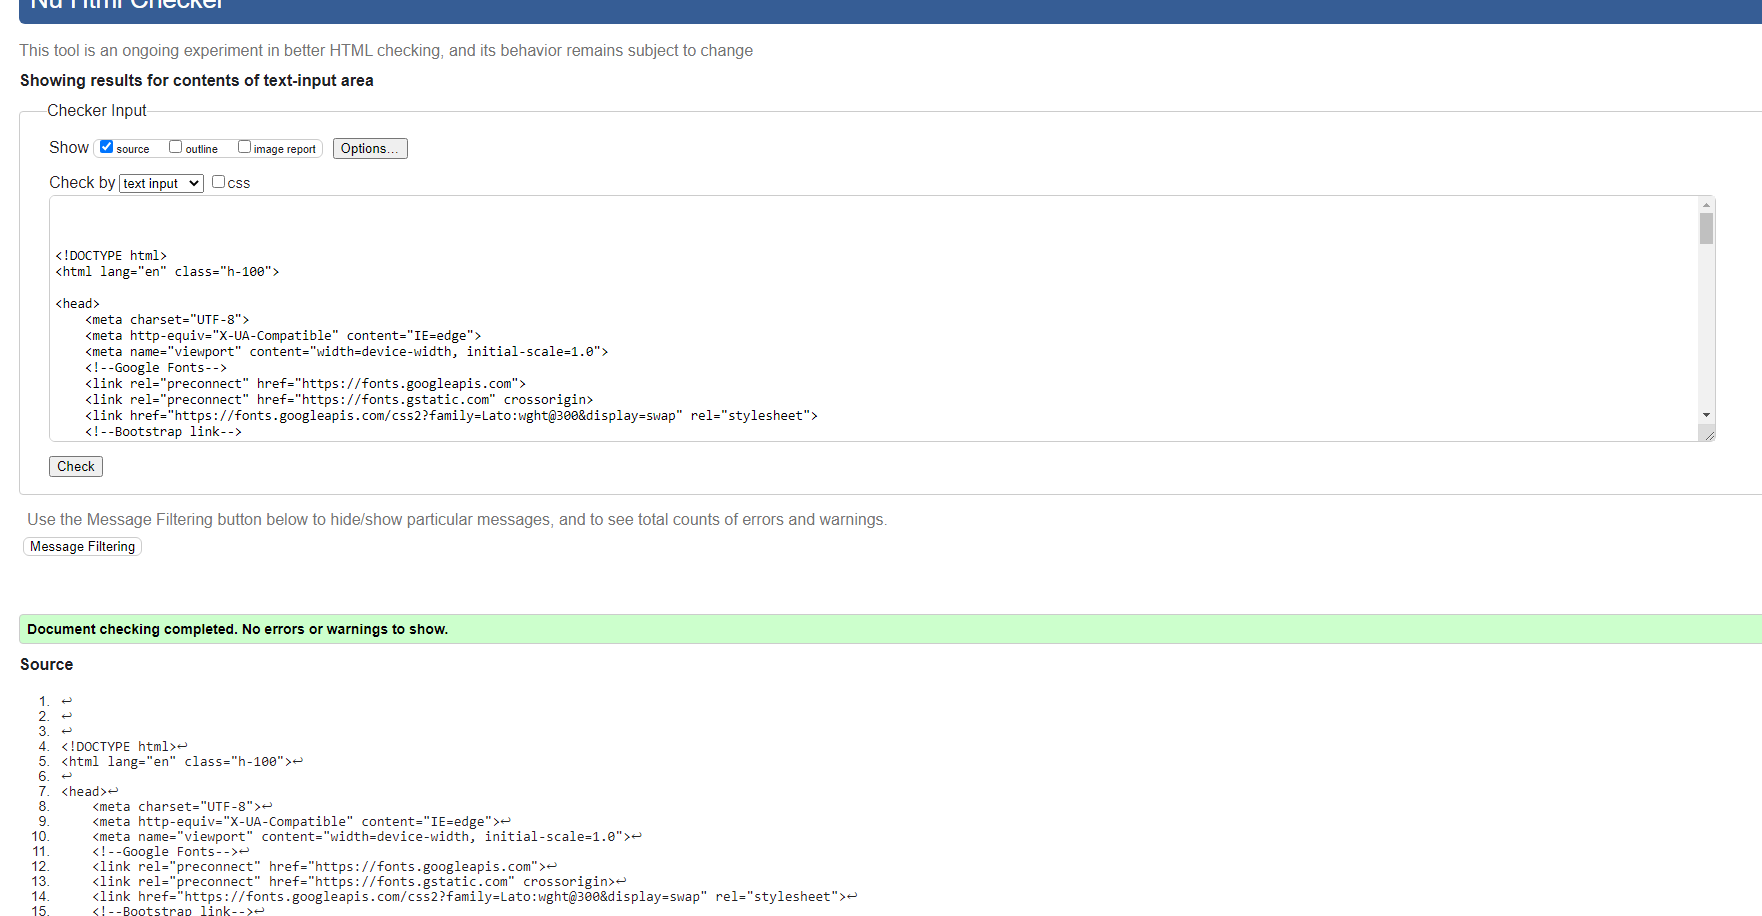 Nu Html Checker
This tool is an ongoing experiment in better HTML checking, and its behavior remains subject to change
Showing results for contents of text-input area
Checker Input
Show source outline image report Options...
Check by text input css
<!DOCTYPE html>
<html lang="en" class="h-100">
<head>
    <meta charset="UTF-8">
    <meta http-equiv="X-UA-Compatible" content="IE=edge">
    <meta name="viewport" content="width=device-width, initial-scale=1.0">
    <!--Google Fonts-->
    <link rel="preconnect" href="https://fonts.googleapis.com">
    <link rel="preconnect" href="https://fonts.gstatic.com" crossorigin>
    <link href="https://fonts.googleapis.com/css2?family=Lato:wght@300&display=swap" rel="stylesheet">
    <!--Bootstrap link-->
Check
Use the Message Filtering button below to hide/show particular messages, and to see total counts of errors and warnings.
Message Filtering
Document checking completed. No errors or warnings to show.
Source
1. ↩
2. ↩
3. ↩
4. <!DOCTYPE html>↩
5. <html lang="en" class="h-100">↩
6. ↩
7. <head>↩
8.     <meta charset="UTF-8">↩
9.     <meta http-equiv="X-UA-Compatible" content="IE=edge">↩
10.     <meta name="viewport" content="width=device-width, initial-scale=1.0">↩
11.     <!--Google Fonts-->↩
12.     <link rel="preconnect" href="https://fonts.googleapis.com">↩
13.     <link rel="preconnect" href="https://fonts.gstatic.com" crossorigin>↩
14.     <link href="https://fonts.googleapis.com/css2?family=Lato:wght@300&display=swap" rel="stylesheet">↩
15.     <!--Bootstrap link-->↩